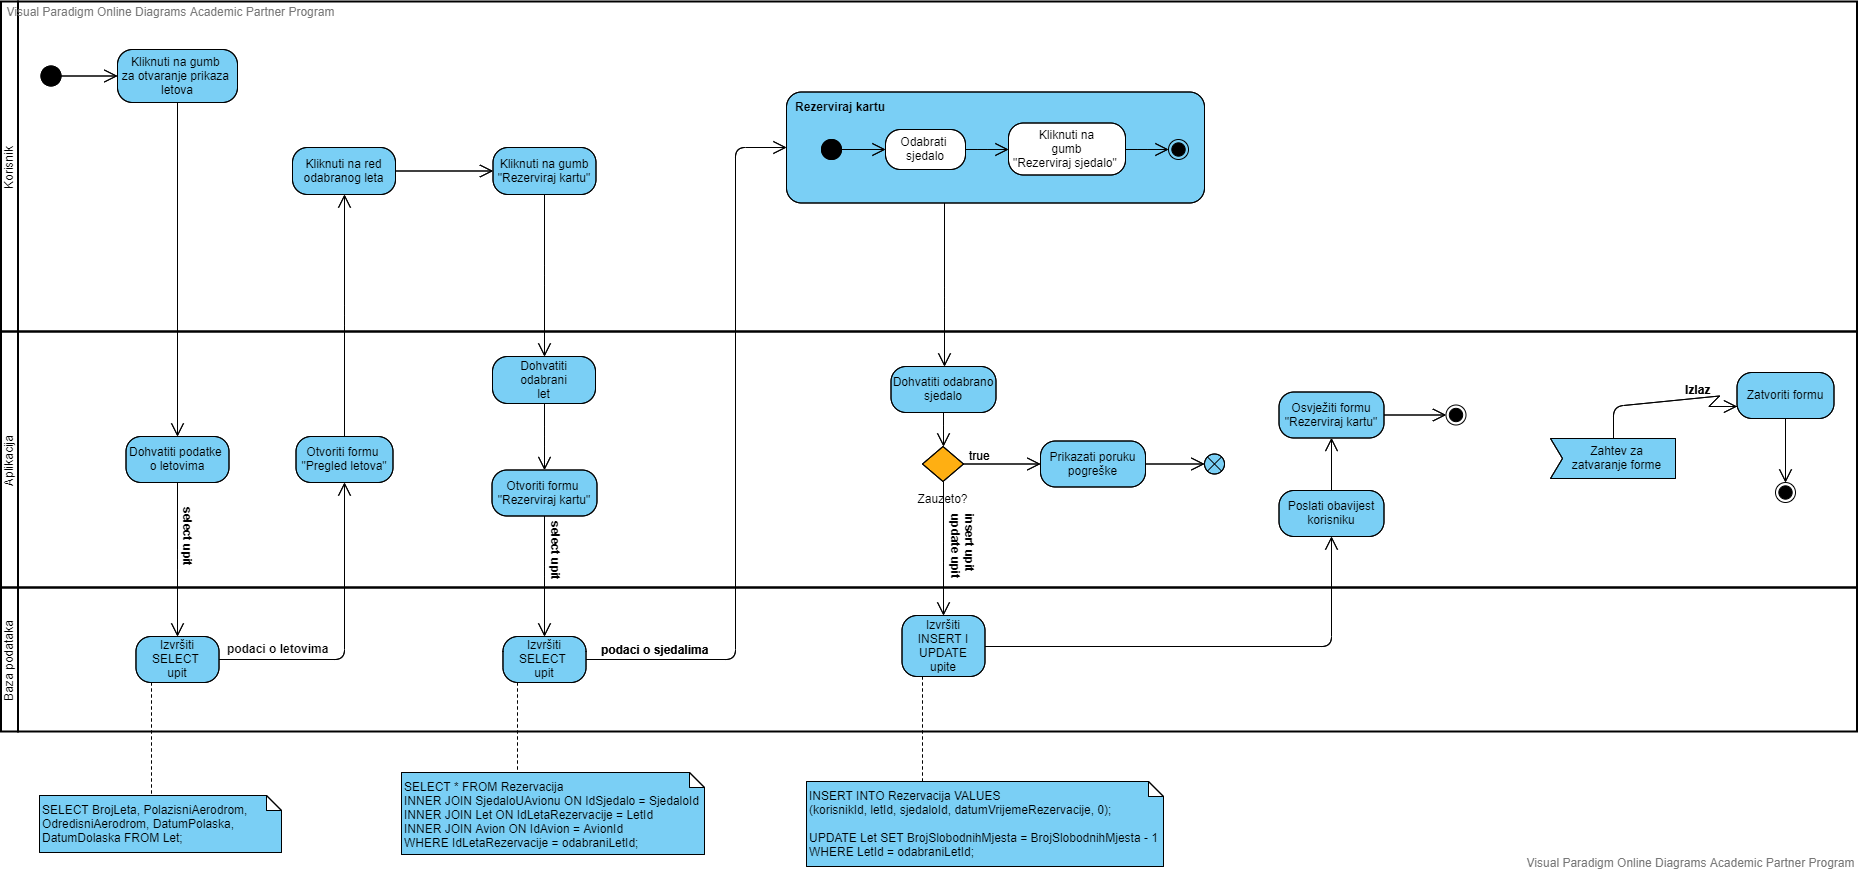 Visual Paradigm Online Diagrams Academic Partner Program
Korisnik
Kliknuti na gumb
za otvaranje prikaza
letova
Kliknuti na red
odabranog leta
Kliknuti na gumb
"Rezerviraj kartu"
Rezerviraj kartu
Odabrati
sjedalo
Kliknuti na
gumb
"Rezerviraj sjedalo"
Aplikacija
Dohvatiti podatke
o letovima
select upit
Otvoriti formu
"Pregled letova"
Dohvatiti
odabrani
let
Otvoriti formu
"Rezerviraj kartu"
select upit
Dohvatiti odabrano
sjedalo
true
Zauzeto?
insert upit
update upit
Prikazati poruku
pogreške
Osvježiti formu
"Rezerviraj kartu"
Poslati obavijest
korisniku
Zahtev za
zatvaranje forme
Izlaz
Zatvoriti formu
Baza podataka
Izvršiti
SELECT
upit
podaci o letovima
Izvršiti
SELECT
upit
podaci o sjedalima
Izvršiti
INSERT I
UPDATE
upite
SELECT BrojLeta, PolazisniAerodrom,
OdredisniAerodrom, DatumPolaska,
DatumDolaska FROM Let;
SELECT * FROM Rezervacija
INNER JOIN SjedaloUAvionu ON IdSjedalo = SjedaloId
INNER JOIN Let ON IdLetaRezervacije = LetId
INNER JOIN Avion ON IdAvion = AvionId
WHERE IdLetaRezervacije = odabraniLetId;
INSERT INTO Rezervacija VALUES
(korisnikId, letId, sjedaloId, datumVrijemeRezervacije, 0);
UPDATE Let SET BrojSlobodnihMjesta = BrojSlobodnihMjesta - 1
WHERE LetId = odabraniLetId;
Visual Paradigm Online Diagrams Academic Partner Program